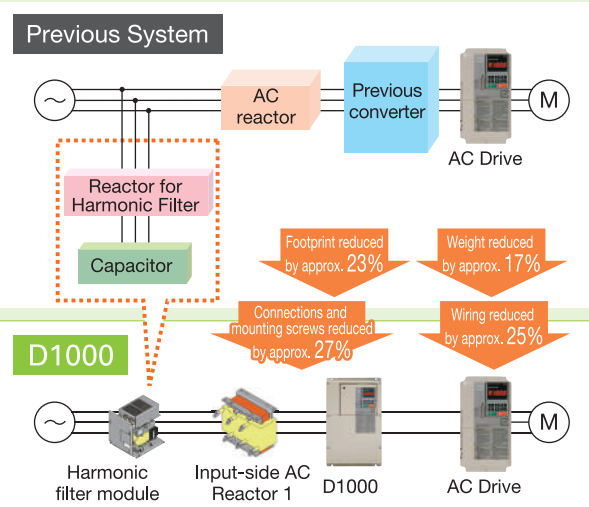 Previous System
AC
reactor
Previous
converter
M
AC Drive
Reactor for
Harmonic Filter
Capacitor
Footprint reduced
by approx. 23%
Weight reduced
by approx. 17%
Connections and
mounting screws reduced
by approx. 27%
Wiring reduced
by approx. 25%
D1000
M
Harmonic
filter module
Input-side AC
Reactor 1
D1000
AC Drive